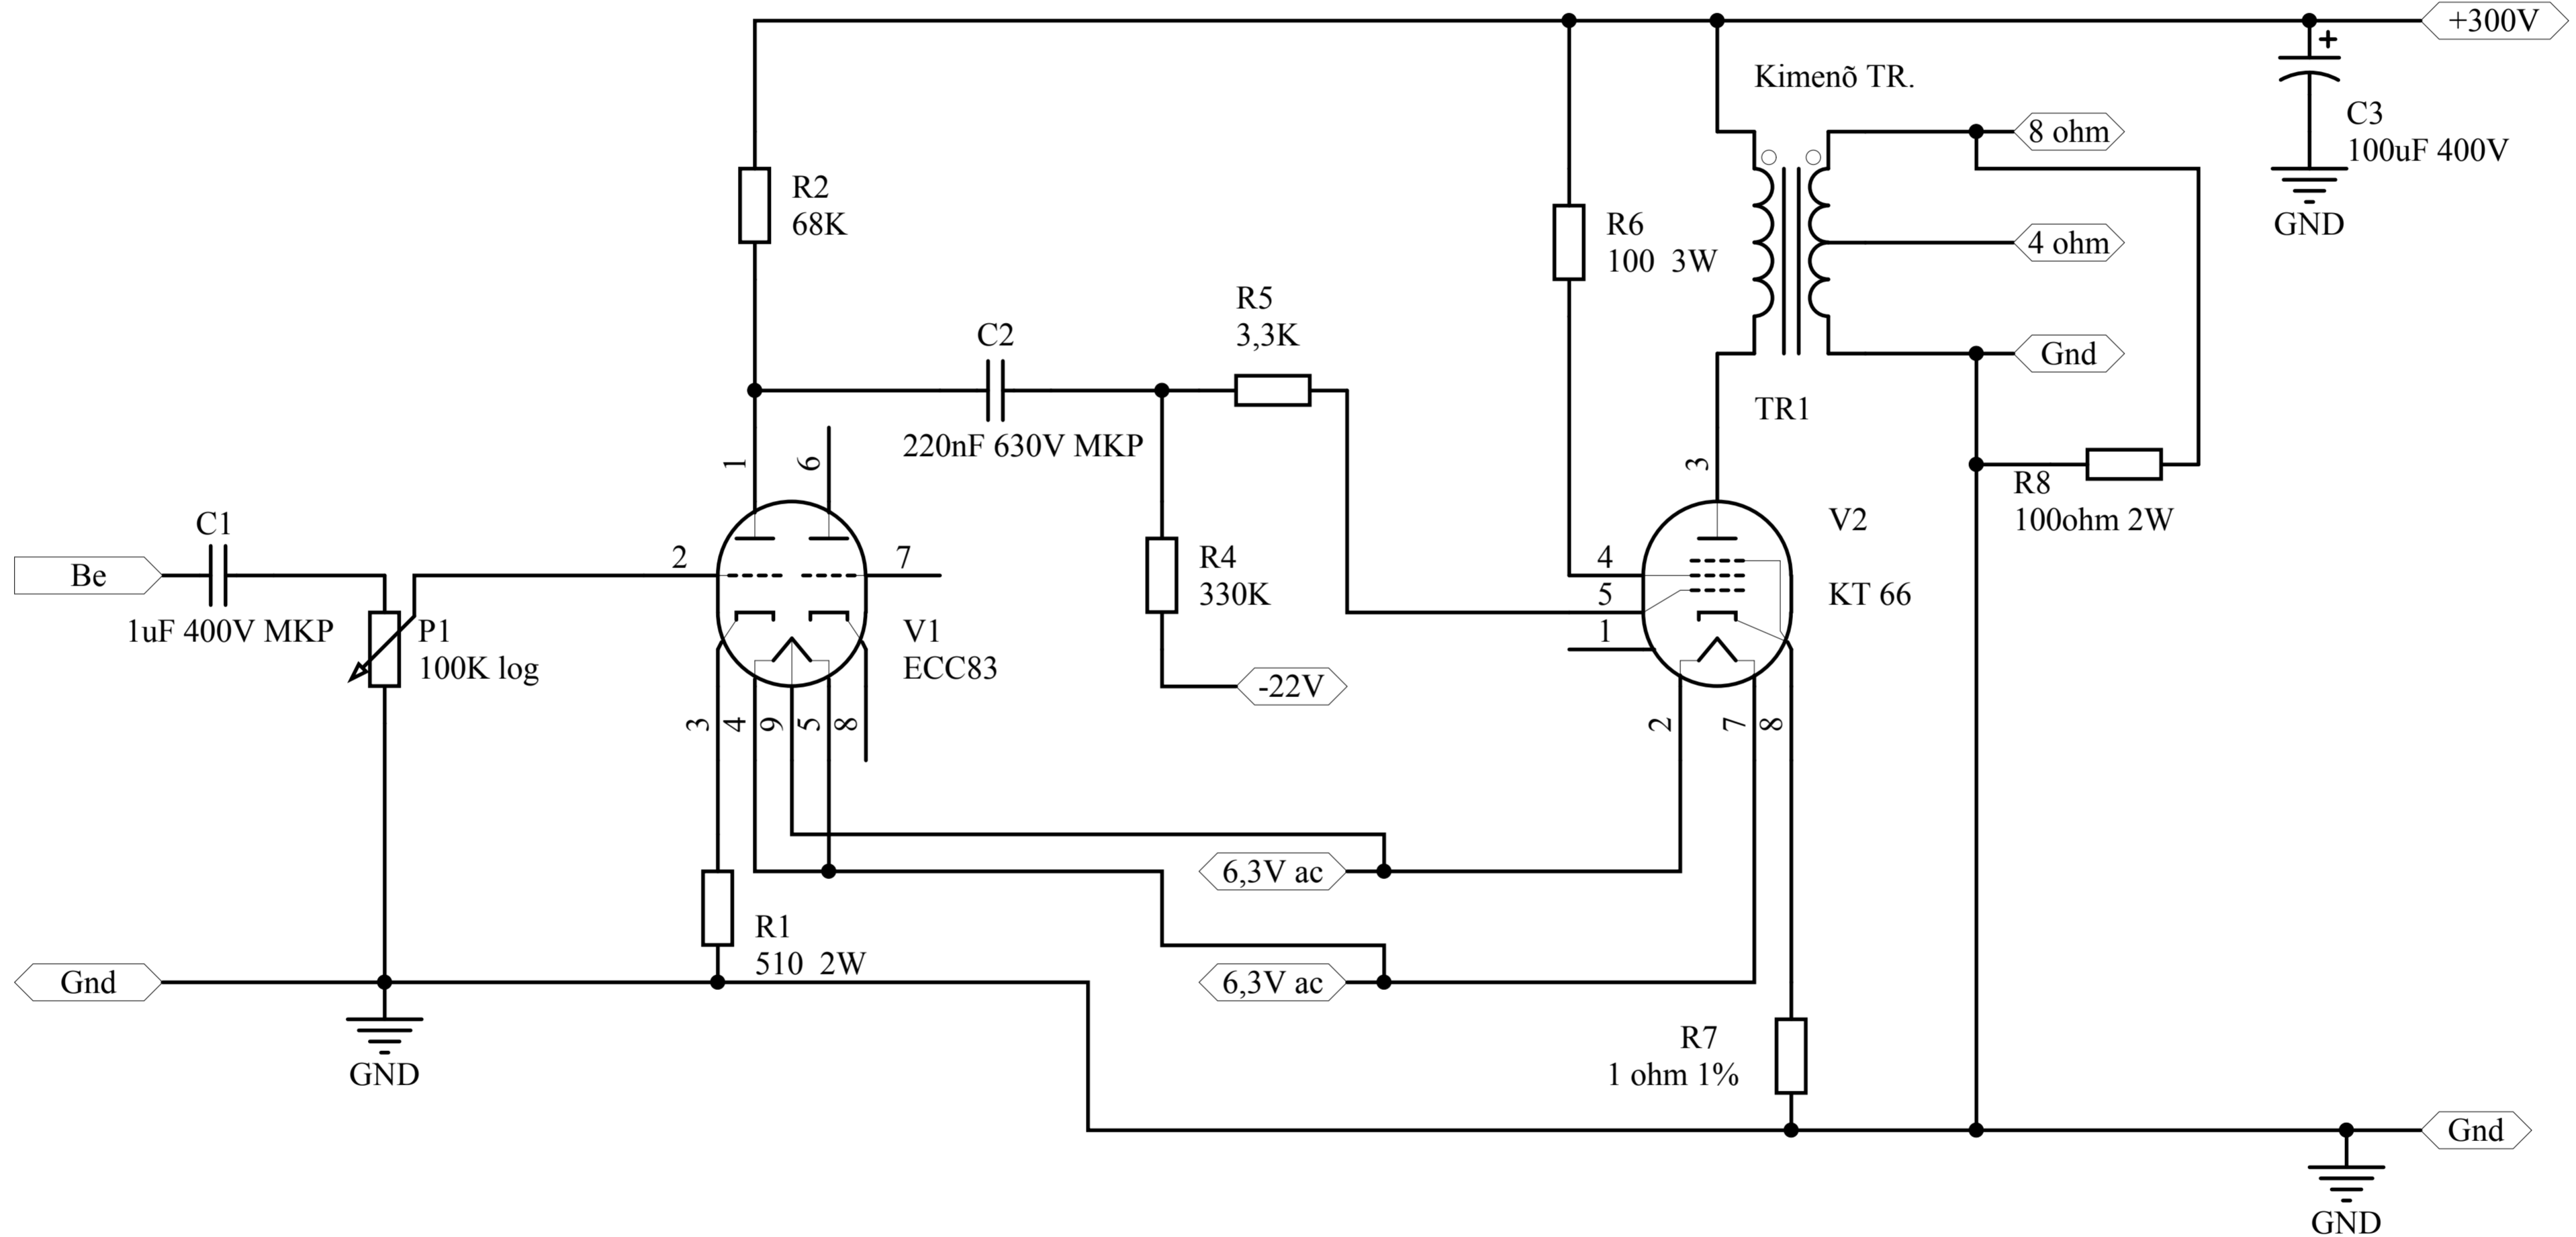 +300V
Kimenõ TR.
+
C3
100uF 400V
GND
8 ohm
4 ohm
Gnd
R2
68K
R6
100 3W
R5
3,3K
C2
220nF 630V MKP
TR1
1
6
3
R8
100ohm 2W
C1
Be
1uF 400V MKP
P1
100K log
2
7
V1
ECC83
R4
330K
-22V
4
5
1
V2
KT 66
3
4
9
5
8
2
7
8
6,3V ac
6,3V ac
R1
510 2W
Gnd
GND
R7
1 ohm 1%
Gnd
GND